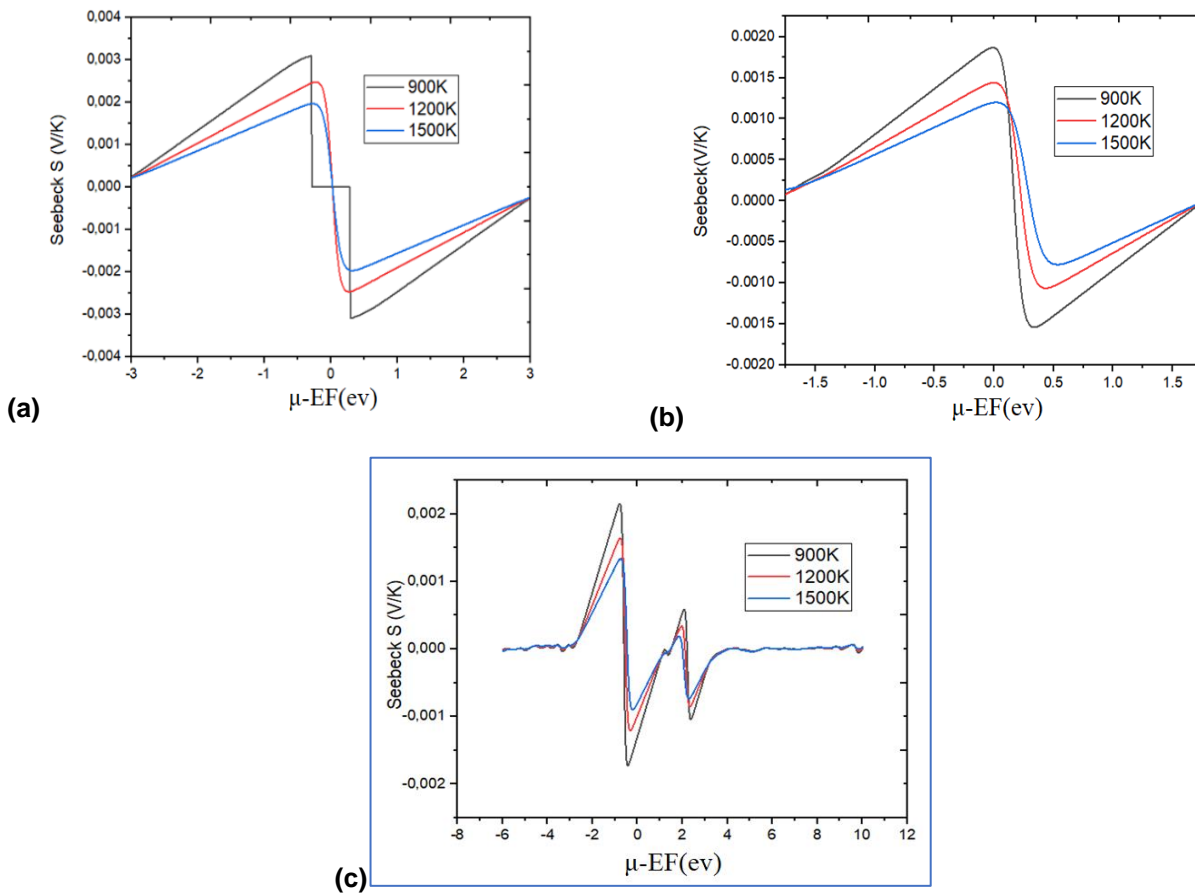 0,004
0.003
0.002
0.001
0.000
-0.001
-0.002
-0.003
-0.004
Seebeck S (V/K)
900K
1200K
1500K
-3
-2
-1
0
1
2
3
μ-EF(ev)
(a)
0.0020
0.0015
0.0010
0.0005
0.0000
-0.0005
-0.0010
-0.0015
-0.0020
Seebeck(V/K)
900K
1200K
1500K
-1.5
-1.0
-0.5
0.0
0.5
1.0
1.5
μ-EF(ev)
(b)
0,002
0,001
0,000
-0,001
-0,002
Seebeck S (V/K)
900K
1200K
1500K
-8
-6
-4
-2
0
2
4
6
8
10
12
μ-EF(ev)
(c)